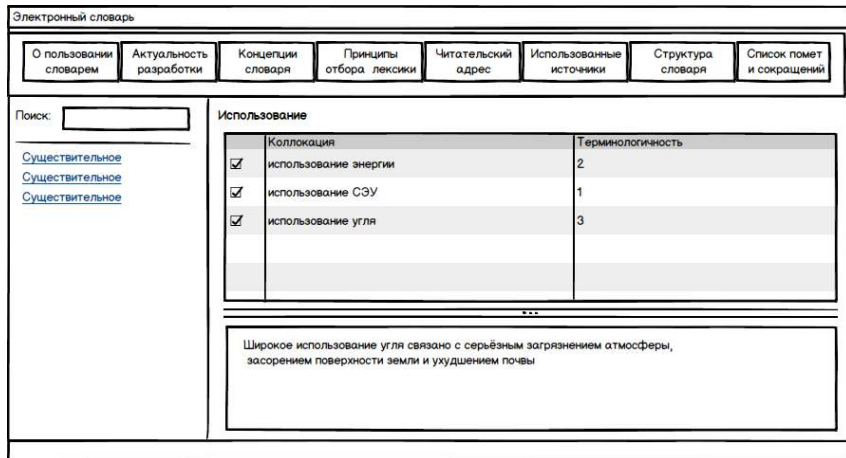 Электронный словарь
О пользовании словарем
Актуальность разработки
Концепции словаря
Принципы отбора лексики
Читательский адрес
Использованные источники
Структура словаря
Список помет и сокращений
Поиск:
Существительное
Существительное
Существительное
Использование
Коллокация Терминологичность
использование энергии 2
использование СЭУ 1
использование угля 3
Широкое использование угля связано с серьёзным загрязнением атмосферы,
засорением поверхности земли и ухудшением почвы